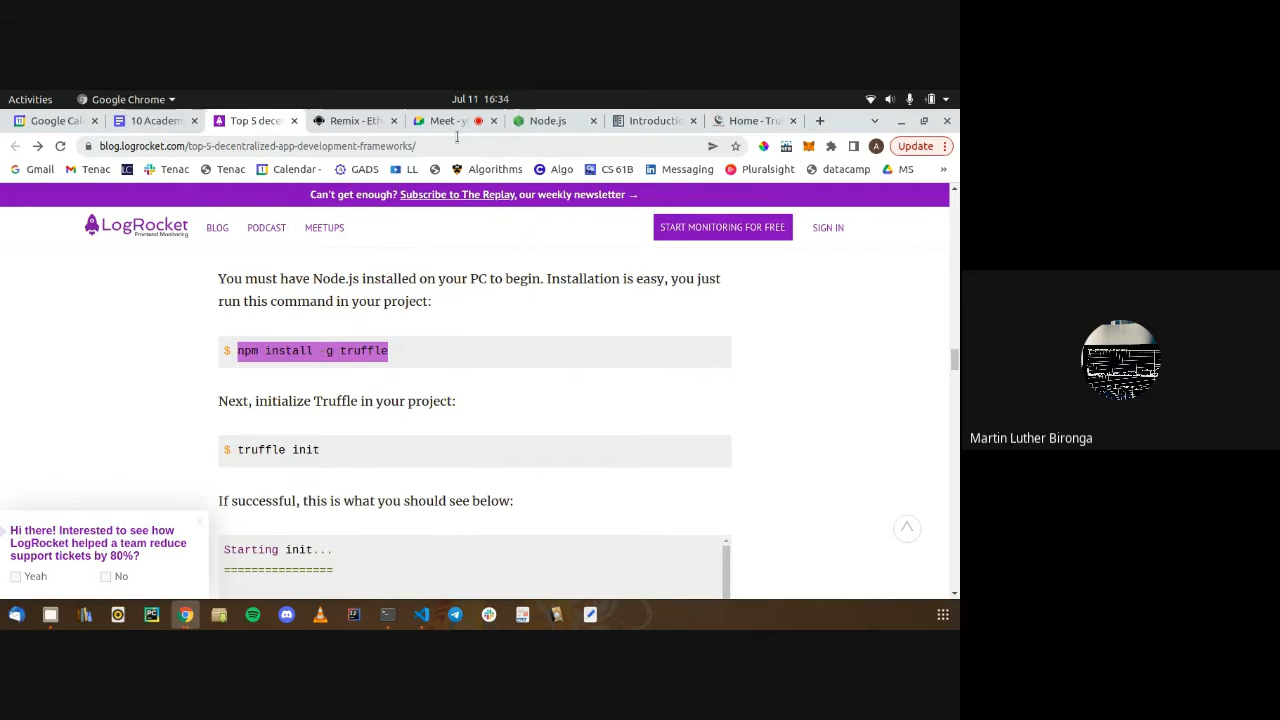 Activities
Google Chrome
Jul 11 16:34
Google Cal
10 Academy
Top 5 dece
Remix - Eth
Meet - y
Node.js
Introductio
Home - Tru
blog.logrocket.com/top-5-decentralized-app-development-frameworks/
A
Update
Gmail
Tenac
LC
Tenac
Tenac
Calendar -
GADS
LL
Algorithms
Algo
CS 61B
Messaging
Pluralsight
datacamp
MS
Can't get enough? Subscribe to The Replay, our weekly newsletter →
LogRocket
Frontend Monitoring
BLOG
PODCAST
MEETUPS
START MONITORING FOR FREE
SIGN IN
You must have Node.js installed on your PC to begin. Installation is easy, you just
run this command in your project:
$ npm install -g truffle
Next, initialize Truffle in your project:
$ truffle init
If successful, this is what you should see below:
Starting init...
================
Hi there! Interested to see how
LogRocket helped a team reduce
support tickets by 80%?
X
Yeah
No
Martin Luther Bironga